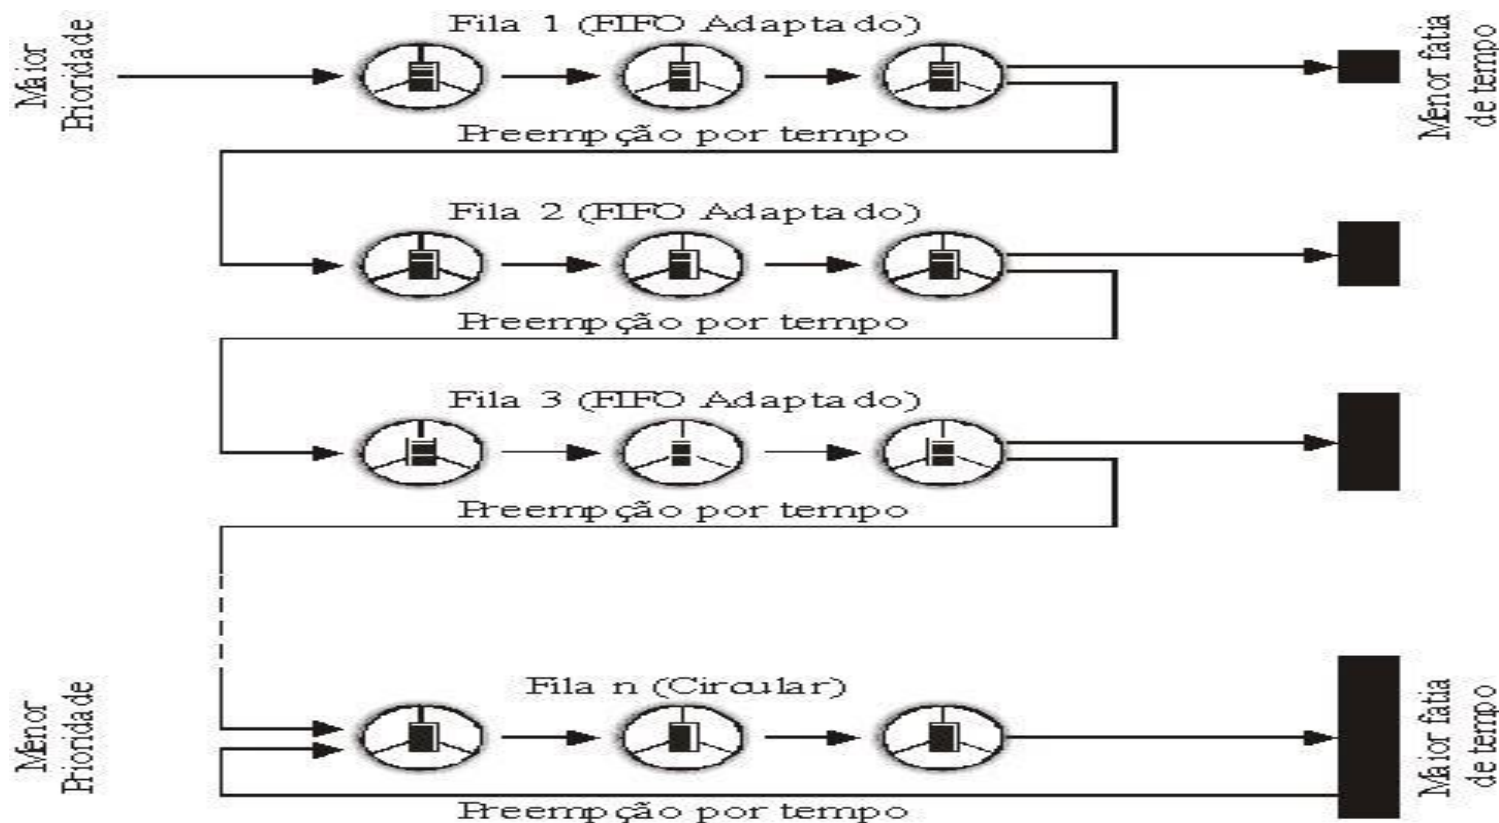 Fila 1 (FIFO Adaptado)
Maior
Prioridade
Menor fatia
de tempo
Preempção por tempo
Fila 2 (FIFO Adaptado)
Preempção por tempo
Fila 3 (FIFO Adaptado)
Preempção por tempo
Fila n (Circular)
Menor
Prioridade
Maior fatia
de tempo
Preempção por tempo